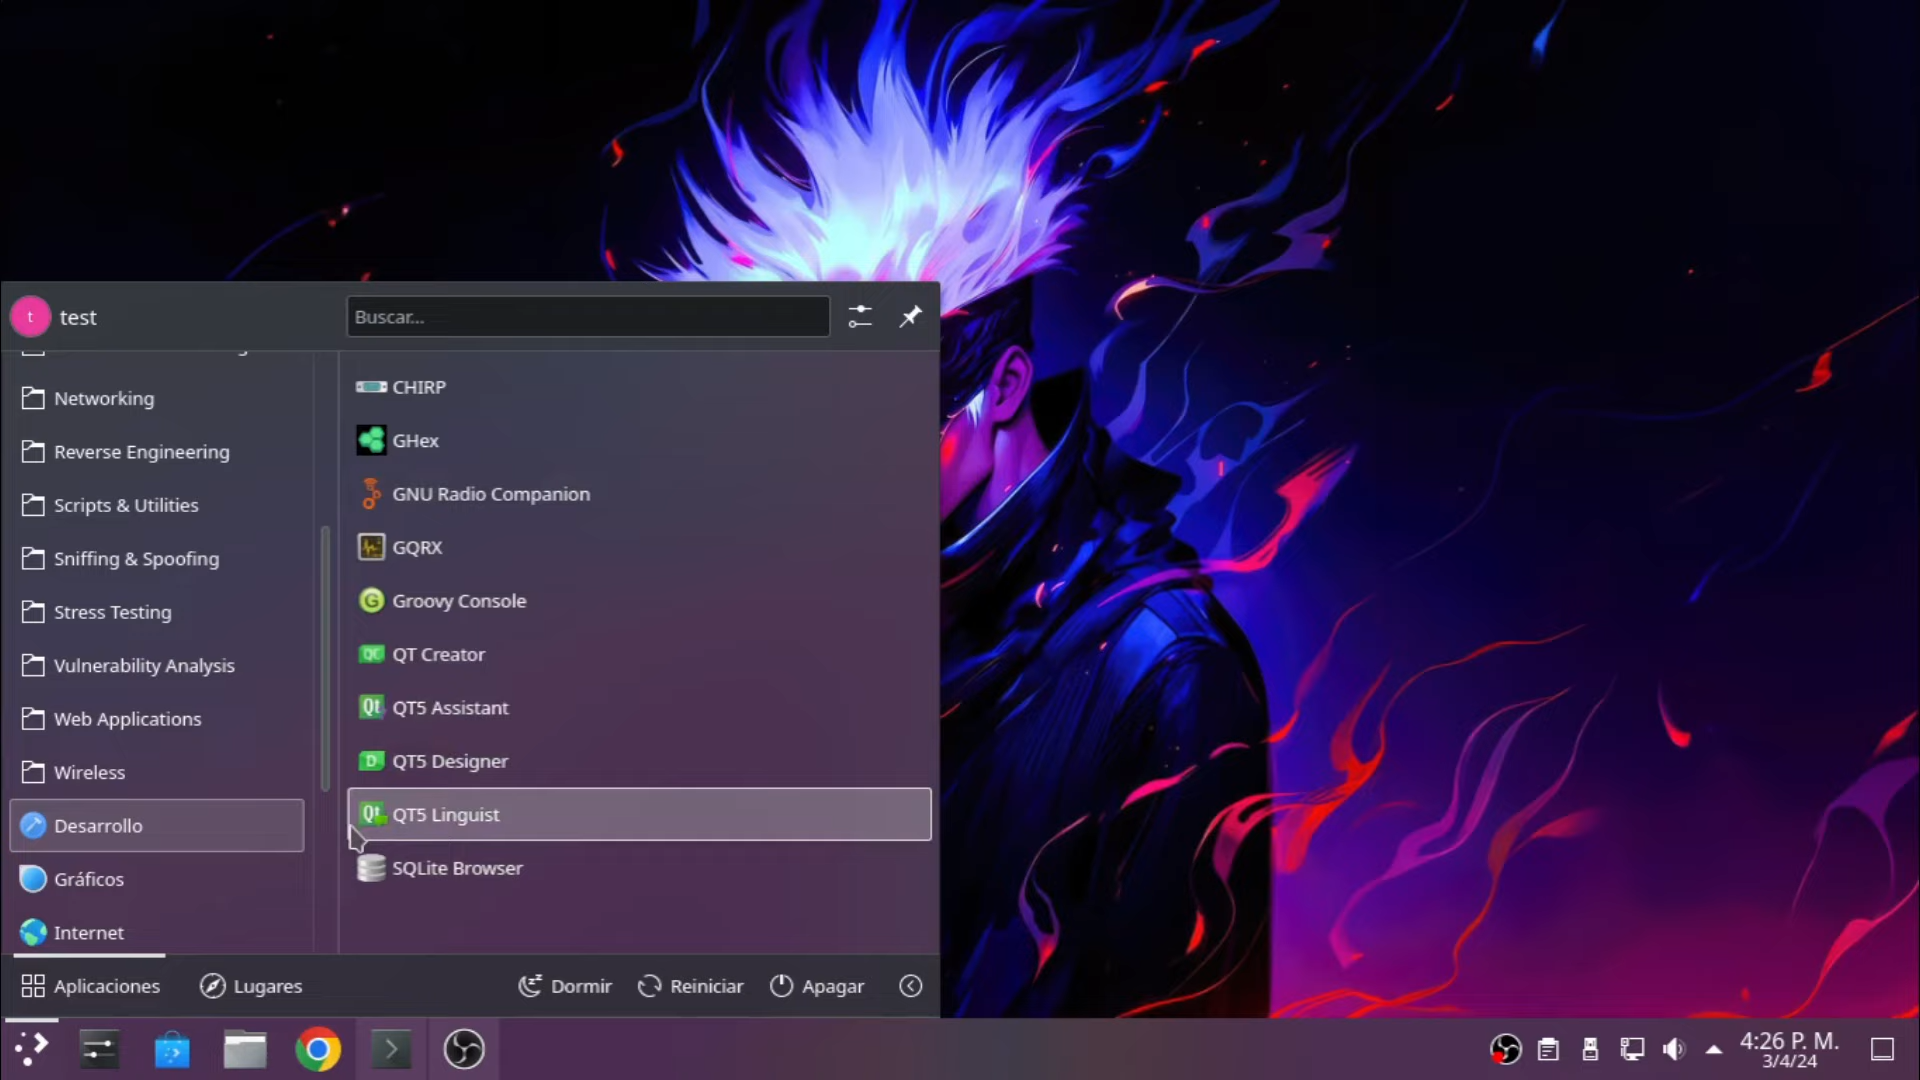 t
test
Buscar...
Networking
Reverse Engineering
Scripts & Utilities
Sniffing & Spoofing
Stress Testing
Vulnerability Analysis
Web Applications
Wireless
Desarrollo
Gráficos
Internet
CHIRP
GHex
GNU Radio Companion
GQRX
Groovy Console
QT Creator
QT5 Assistant
QT5 Designer
QT5 Linguist
SQLite Browser
Aplicaciones
Lugares
Dormir
Reiniciar
Apagar
4:26 P. M.
3/4/24